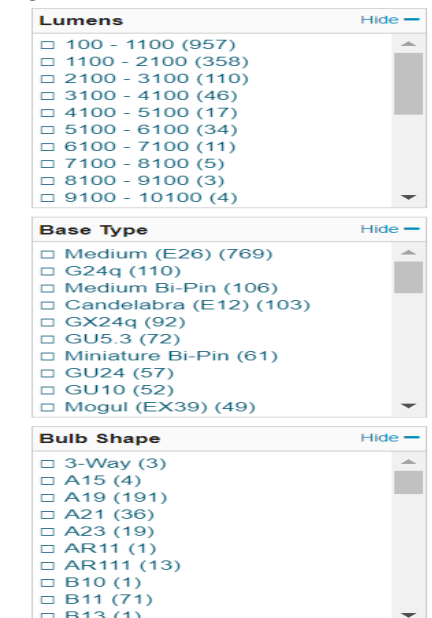 Lumens Hide
100 - 1100 (957)
1100 - 2100 (358)
2100 - 3100 (110)
3100 - 4100 (46)
4100 - 5100 (17)
5100 - 6100 (34)
6100 - 7100 (11)
7100 - 8100 (5)
8100 - 9100 (3)
9100 - 10100 (4)
Base Type Hide
Medium (E26) (769)
G24q (110)
Medium Bi-Pin (106)
Candelabra (E12) (103)
GX24q (92)
GU5.3 (72)
Miniature Bi-Pin (61)
GU24 (57)
GU10 (52)
Mogul (EX39) (49)
Bulb Shape Hide
3-Way (3)
A15 (4)
A19 (191)
A21 (36)
A23 (19)
AR11 (1)
AR111 (13)
B10 (1)
B11 (71)
B13 (1)